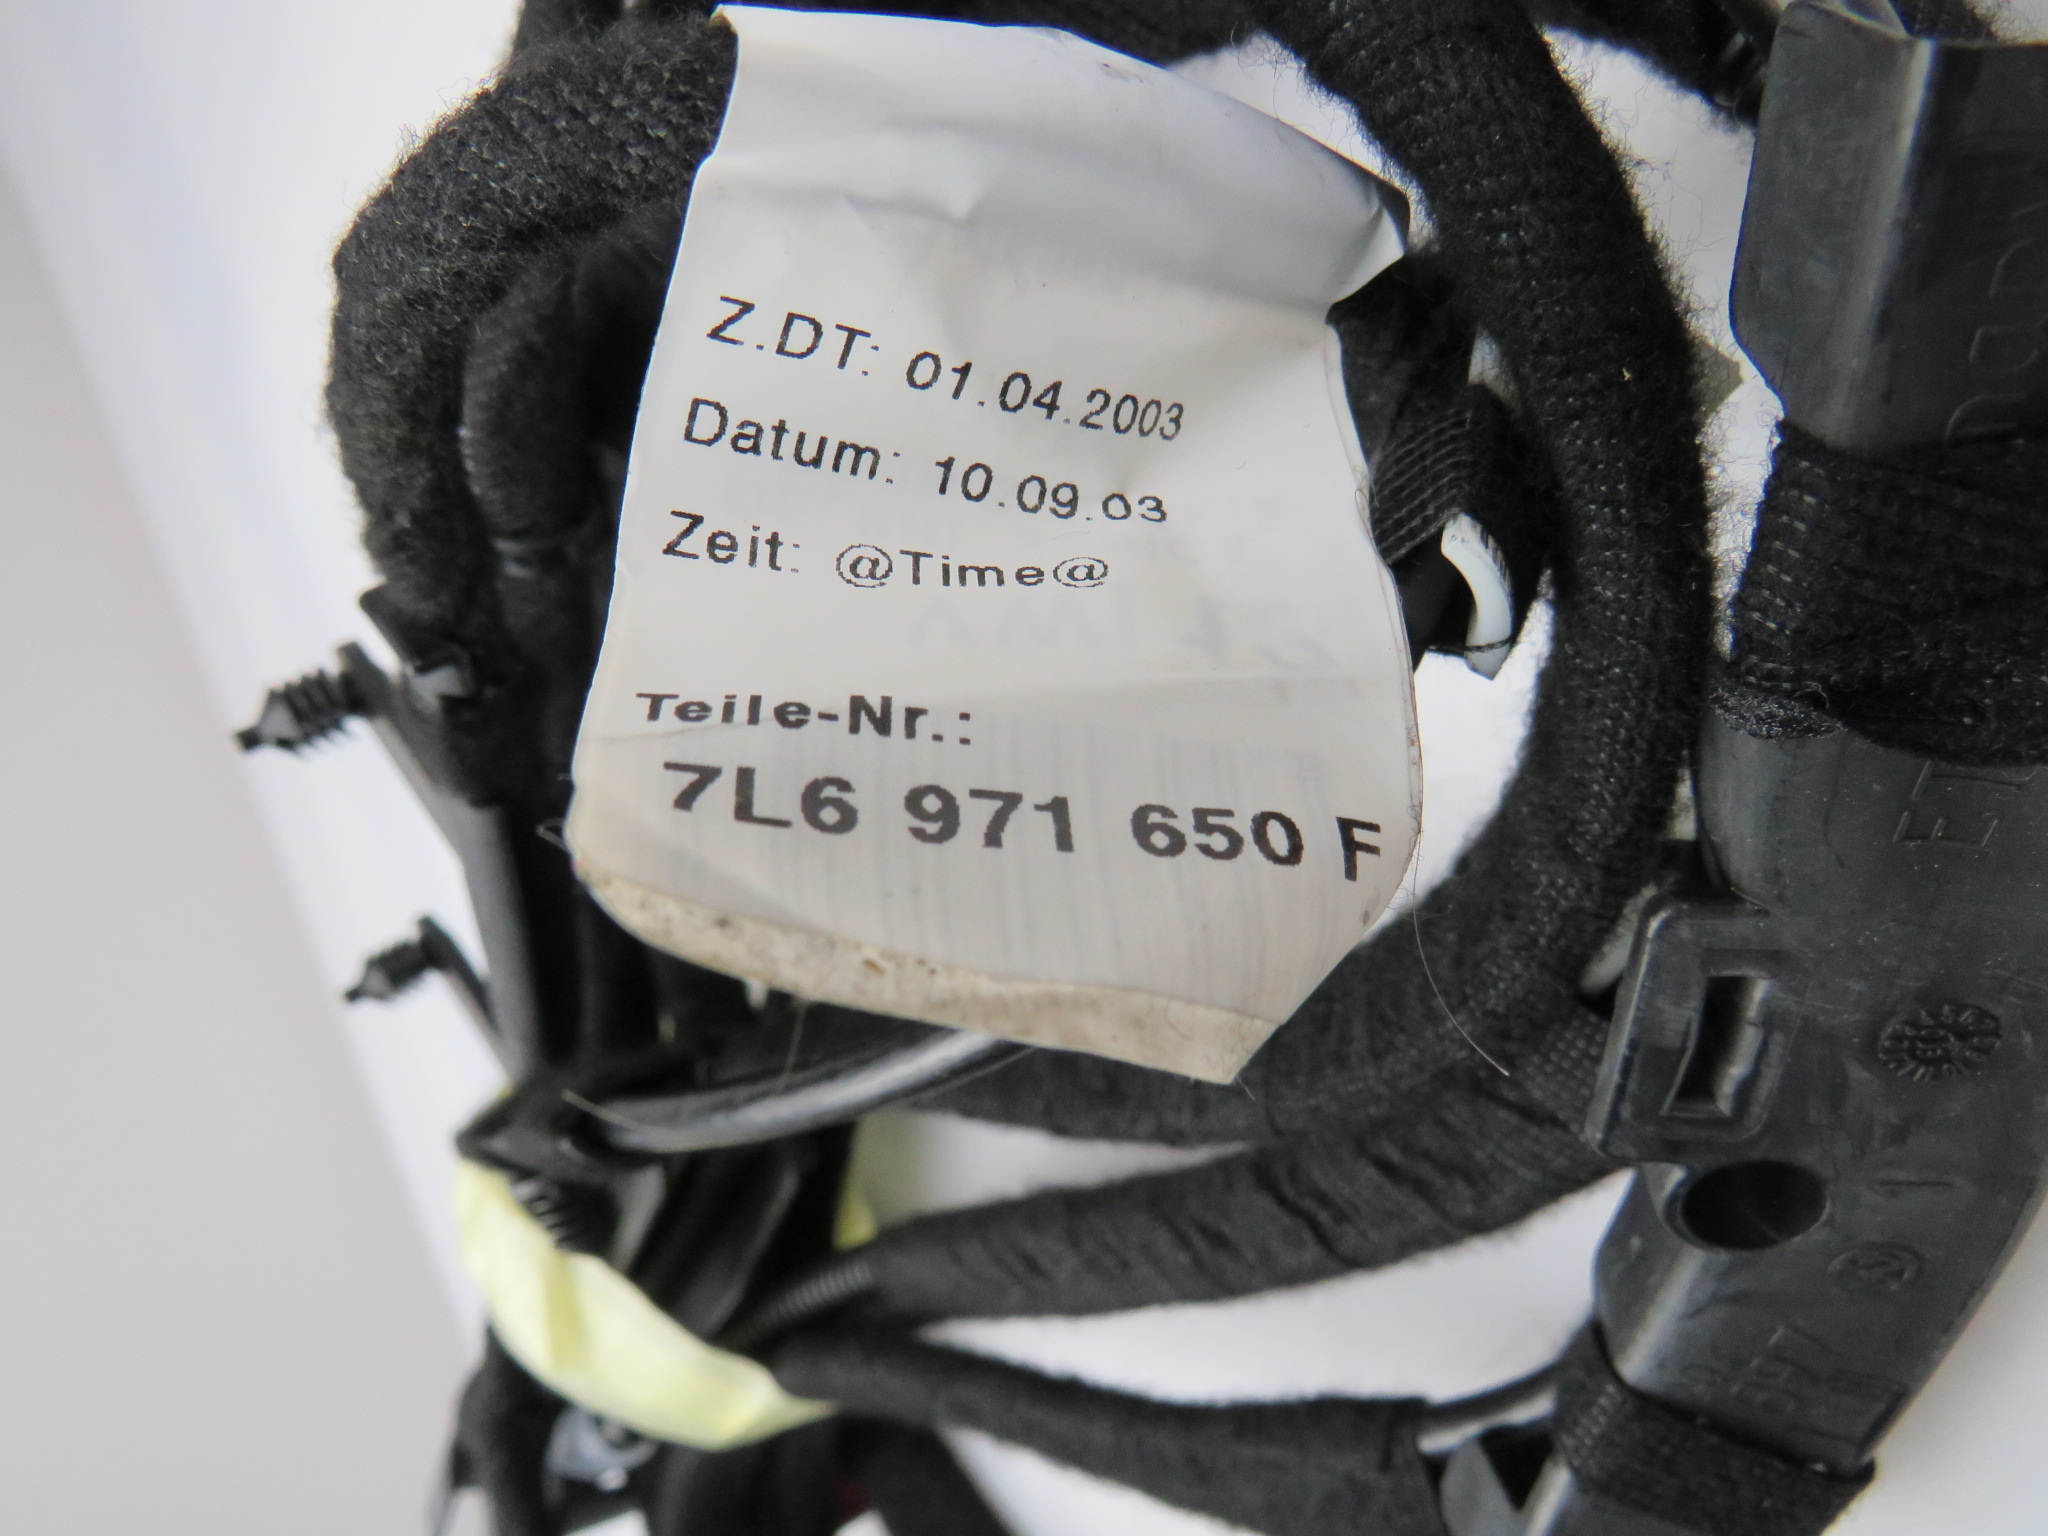 Z.DT: 01.04.2003
Datum: 10.09.03
Zeit: @Time@
Teile-Nr.:
7L6 971 650 F